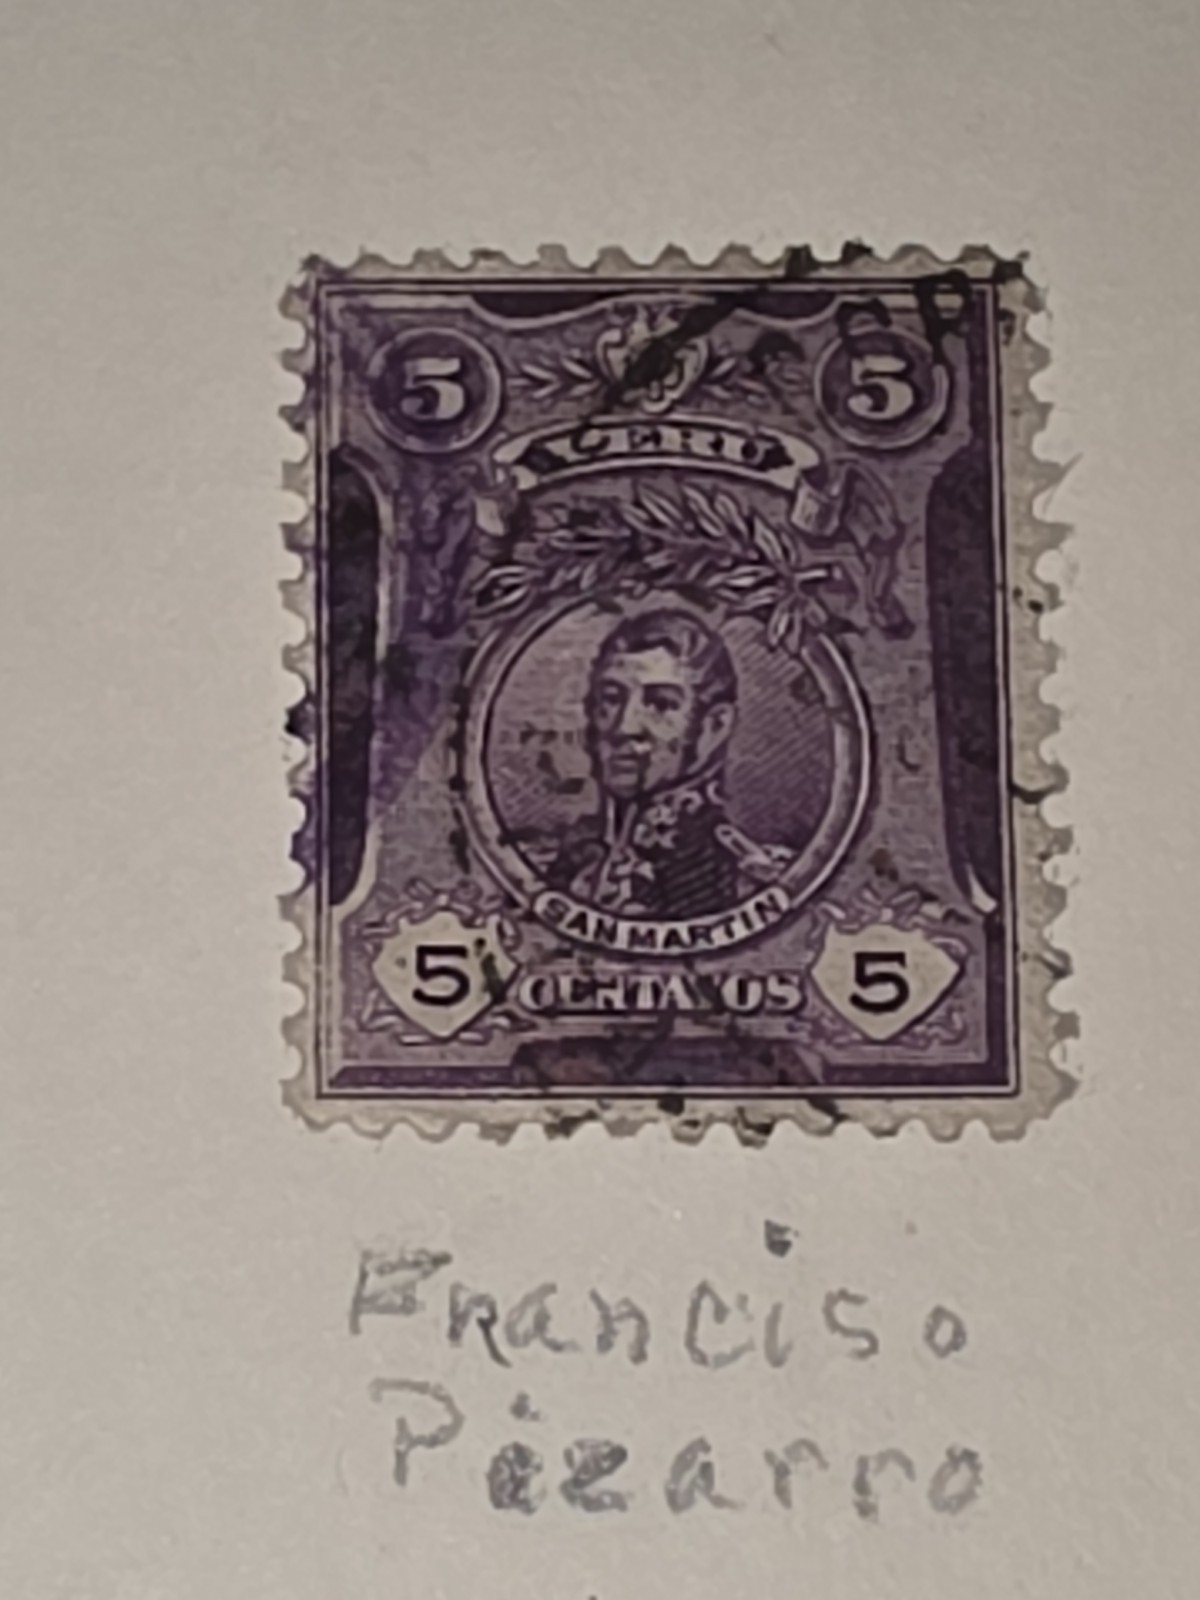 5 5
PERU
SAN MARTIN
5 CENTAVOS 5
Franciso
Pizarro